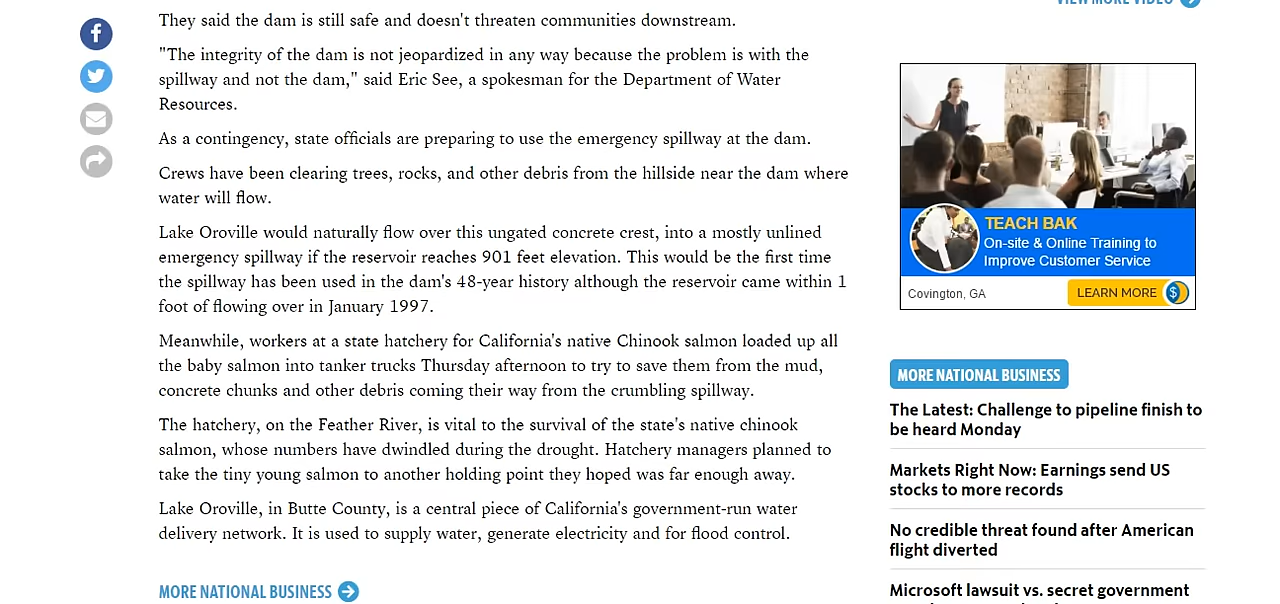 They said the dam is still safe and doesn't threaten communities downstream.
"The integrity of the dam is not jeopardized in any way because the problem is with the
spillway and not the dam," said Eric See, a spokesman for the Department of Water
Resources.
As a contingency, state officials are preparing to use the emergency spillway at the dam.
Crews have been clearing trees, rocks, and other debris from the hillside near the dam where
water will flow.
Lake Oroville would naturally flow over this ungated concrete crest, into a mostly unlined
emergency spillway if the reservoir reaches 901 feet elevation. This would be the first time
the spillway has been used in the dam's 48-year history although the reservoir came within 1
foot of flowing over in January 1997.
Meanwhile, workers at a state hatchery for California's native Chinook salmon loaded up all
the baby salmon into tanker trucks Thursday afternoon to try to save them from the mud,
concrete chunks and other debris coming their way from the crumbling spillway.
The hatchery, on the Feather River, is vital to the survival of the state's native chinook
salmon, whose numbers have dwindled during the drought. Hatchery managers planned to
take the tiny young salmon to another holding point they hoped was far enough away.
Lake Oroville, in Butte County, is a central piece of California's government-run water
delivery network. It is used to supply water, generate electricity and for flood control.
MORE NATIONAL BUSINESS
VIEW MORE VIDEO
TEACH BAK
On-site & Online Training to
Improve Customer Service
Covington, GA
LEARN MORE
$
MORE NATIONAL BUSINESS
The Latest: Challenge to pipeline finish to
be heard Monday
Markets Right Now: Earnings send US
stocks to more records
No credible threat found after American
flight diverted
Microsoft lawsuit vs. secret government